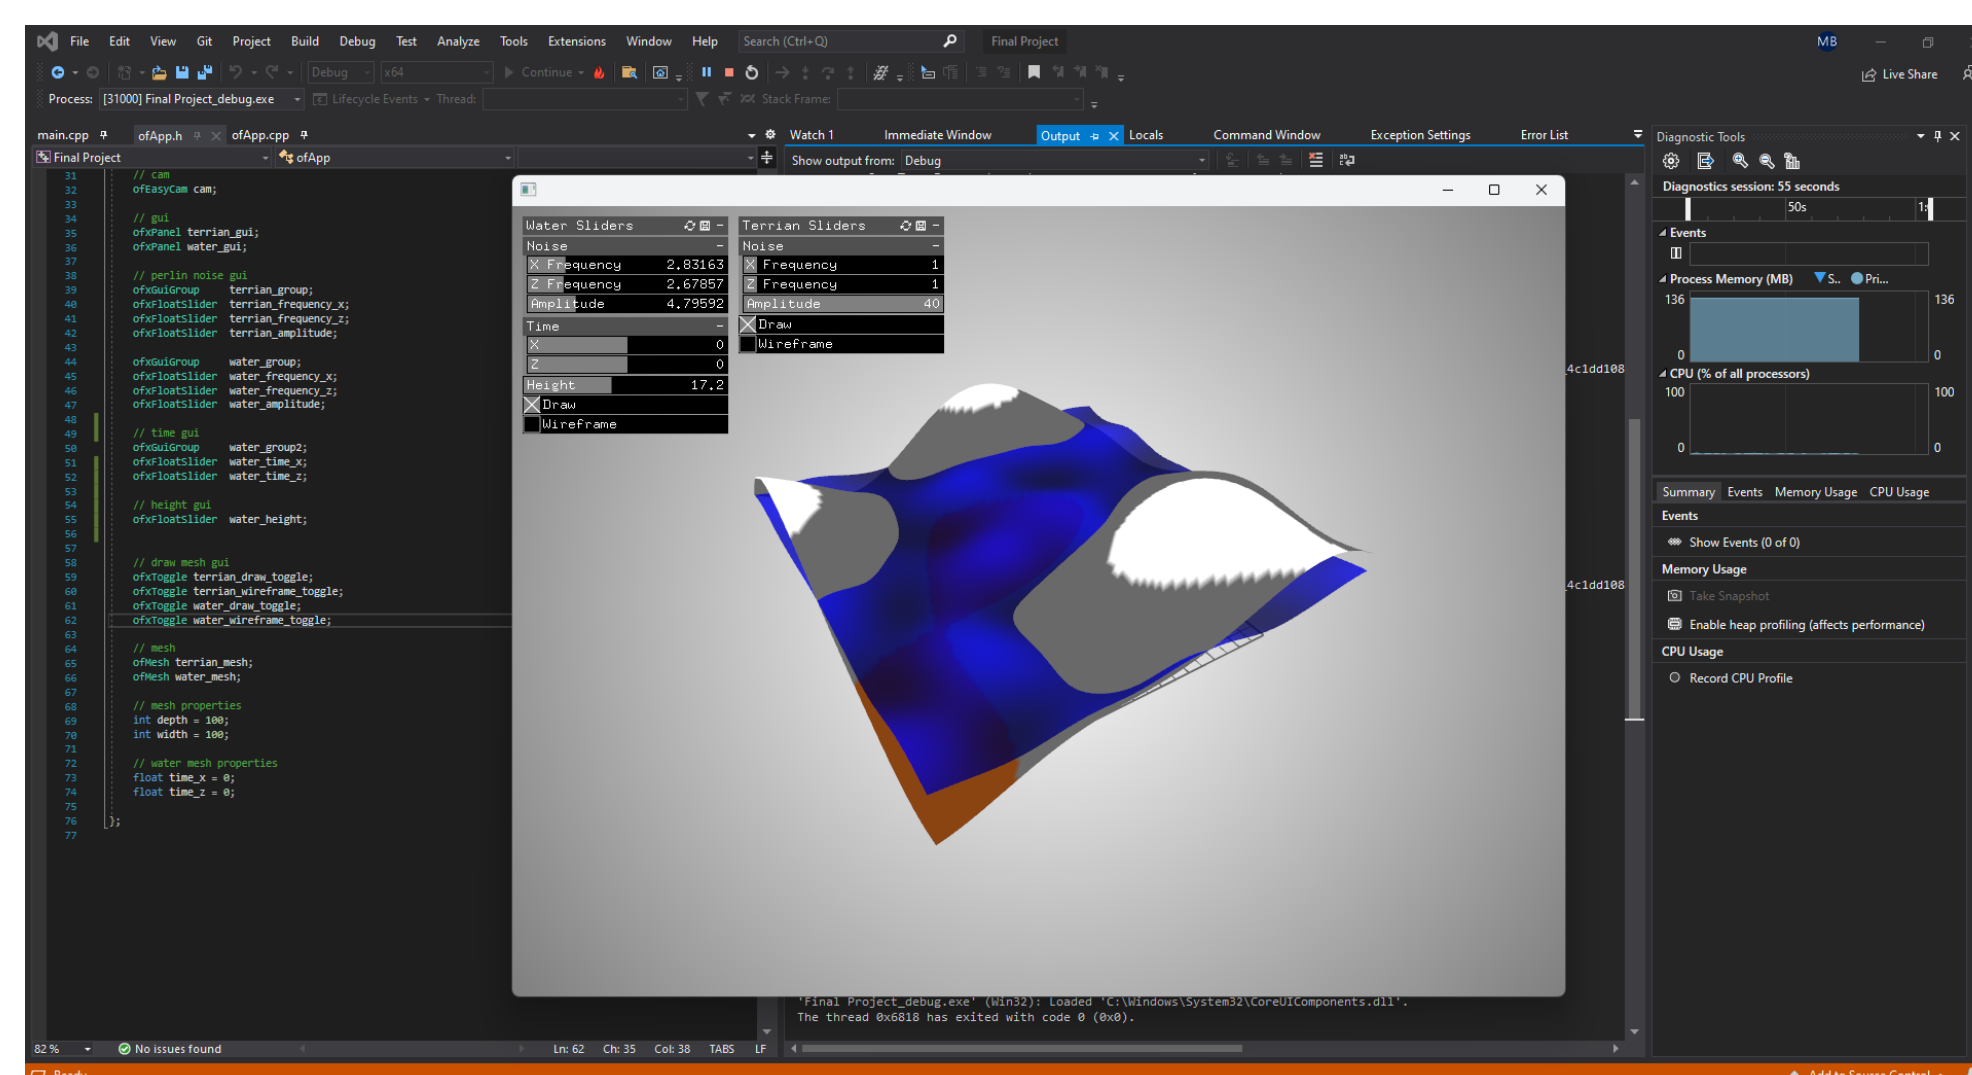 File Edit View Git Project Build Debug Test Analyze Tools Extensions Window Help Search (Ctrl+Q) Final Project MB
Debug x64 Continue Live Share
Process: [31000] Final Project_debug.exe Lifecycle Events Thread: Stack Frame:
main.cpp ofApp.h ofApp.cpp
Final Project ofApp
31 // cam
32 ofEasyCam cam;
33
34 // gui
35 ofxPanel terrian_gui;
36 ofxPanel water_gui;
37
38 // perlin noise gui
39 ofxGuiGroup terrian_group;
40 ofxFloatSlider terrian_frequency_x;
41 ofxFloatSlider terrian_frequency_z;
42 ofxFloatSlider terrian_amplitude;
43
44 ofxGuiGroup water_group;
45 ofxFloatSlider water_frequency_x;
46 ofxFloatSlider water_frequency_z;
47 ofxFloatSlider water_amplitude;
48
49 // time gui
50 ofxGuiGroup water_group2;
51 ofxFloatSlider water_time_x;
52 ofxFloatSlider water_time_z;
53
54 // height gui
55 ofxFloatSlider water_height;
56
57
58 // draw mesh gui
59 ofxToggle terrian_draw_toggle;
60 ofxToggle terrian_wireframe_toggle;
61 ofxToggle water_draw_toggle;
62 ofxToggle water_wireframe_toggle;
63
64 // mesh
65 ofMesh terrian_mesh;
66 ofMesh water_mesh;
67
68 // mesh properties
69 int depth = 100;
70 int width = 100;
71
72 // water mesh properties
73 float time_x = 0;
74 float time_z = 0;
75
76 };
77
82 % No issues found Ln: 62 Ch: 35 Col: 38 TABS LF
Water Sliders
Noise
X Frequency 2.83163
Z Frequency 2.67857
Amplitude 4.79592
Time
X 0
Z 0
Height 17.2
Draw
Wireframe
Terrian Sliders
Noise
X Frequency 1
Z Frequency 1
Amplitude 40
Draw
Wireframe
Watch 1 Immediate Window Output Locals Command Window Exception Settings Error List
Show output from: Debug
4c1dd108
4c1dd108
'Final Project_debug.exe' (Win32): Loaded 'C:\Windows\System32\CoreUIComponents.dll'.
The thread 0x6818 has exited with code 0 (0x0).
Diagnostic Tools
Diagnostics session: 55 seconds
50s
Events
Process Memory (MB) S.. Pri...
136 136
0 0
CPU (% of all processors)
100 100
0 0
Summary Events Memory Usage CPU Usage
Events
Show Events (0 of 0)
Memory Usage
Take Snapshot
Enable heap profiling (affects performance)
CPU Usage
Record CPU Profile
Ready Add to Source Control